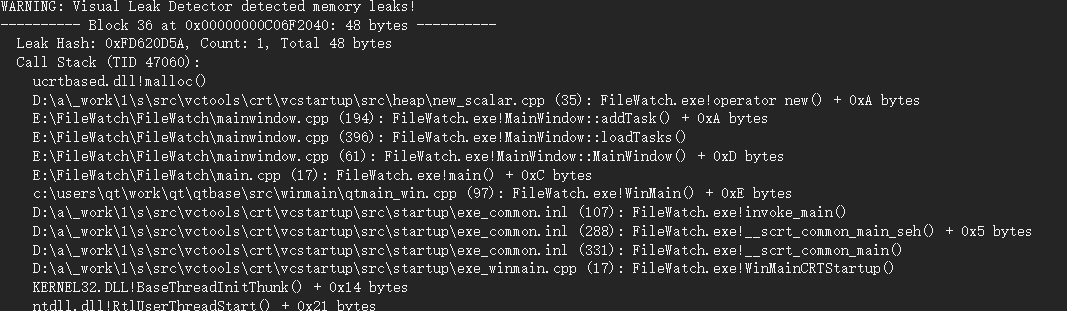 WARNING: Visual Leak Detector detected memory leaks!
---------- Block 36 at 0x00000000C06F2040: 48 bytes ----------
  Leak Hash: 0xFD620D5A, Count: 1, Total 48 bytes
  Call Stack (TID 47060):
    ucrtbased.dll!malloc()
    D:\a\_work\1\s\src\vctools\crt\vcstartup\src\heap\new_scalar.cpp (35): FileWatch.exe!operator new() + 0xA bytes
    E:\FileWatch\FileWatch\mainwindow.cpp (194): FileWatch.exe!MainWindow::addTask() + 0xA bytes
    E:\FileWatch\FileWatch\mainwindow.cpp (396): FileWatch.exe!MainWindow::loadTasks()
    E:\FileWatch\FileWatch\mainwindow.cpp (61): FileWatch.exe!MainWindow::MainWindow() + 0xD bytes
    E:\FileWatch\FileWatch\main.cpp (17): FileWatch.exe!main() + 0xC bytes
    c:\users\qt\work\qt\qtbase\src\winmain\qtmain_win.cpp (97): FileWatch.exe!WinMain() + 0xE bytes
    D:\a\_work\1\s\src\vctools\crt\vcstartup\src\startup\exe_common.inl (107): FileWatch.exe!invoke_main()
    D:\a\_work\1\s\src\vctools\crt\vcstartup\src\startup\exe_common.inl (288): FileWatch.exe!__scrt_common_main_seh() + 0x5 bytes
    D:\a\_work\1\s\src\vctools\crt\vcstartup\src\startup\exe_common.inl (331): FileWatch.exe!__scrt_common_main()
    D:\a\_work\1\s\src\vctools\crt\vcstartup\src\startup\exe_winmain.cpp (17): FileWatch.exe!WinMainCRTStartup()
    KERNEL32.DLL!BaseThreadInitThunk() + 0x14 bytes
    ntdll.dll!RtlUserThreadStart() + 0x21 bytes